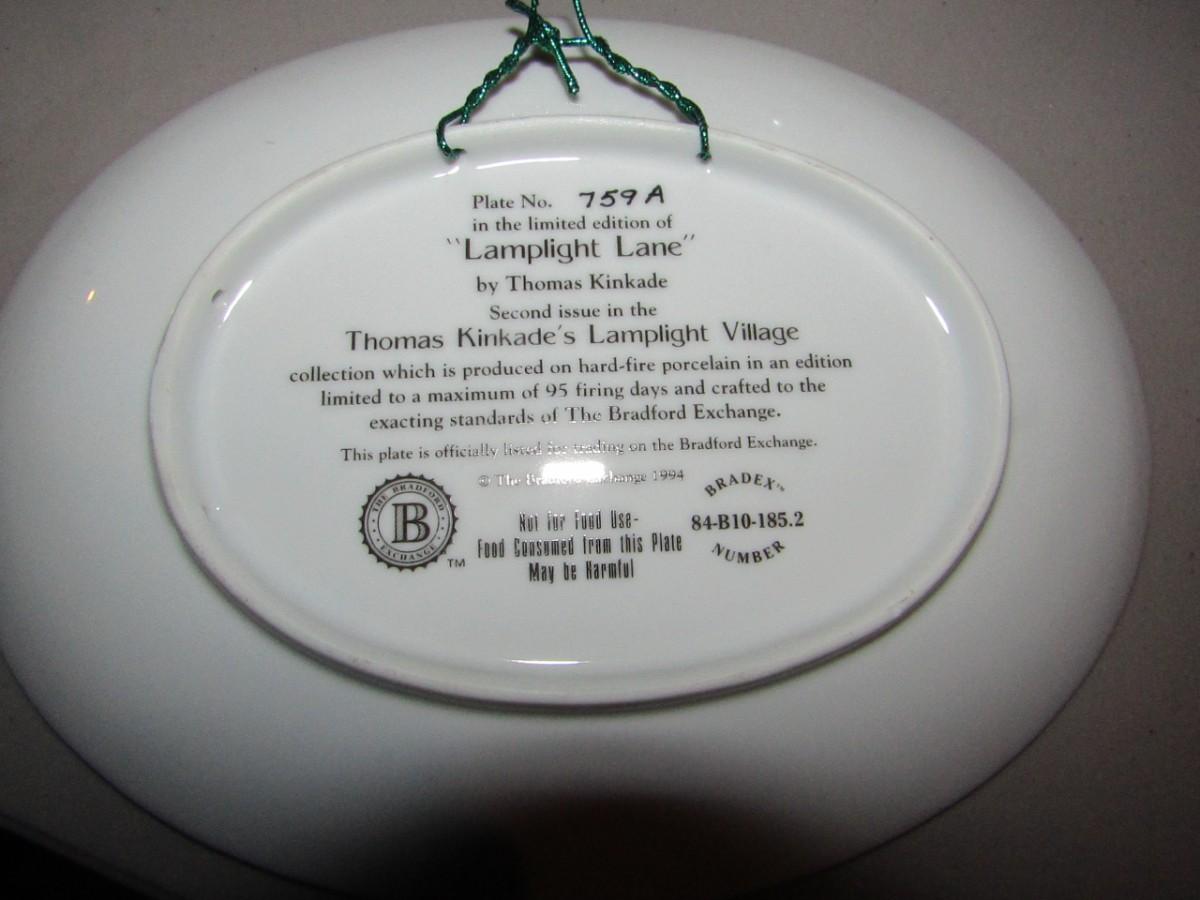 Plate No. 759A
in the limited edition of
"Lamplight Lane"
by Thomas Kinkade
Second issue in the
Thomas Kinkade's Lamplight Village
collection which is produced on hard-fire porcelain in an edition
limited to a maximum of 95 firing days and crafted to the
exacting standards of The Bradford Exchange.
This plate is officially listed for trading on the Bradford Exchange.
© The Bradford Exchange 1994
THE BRADFORD
B
EXCHANGE
TM
Not for Food Use-
Food Consumed from this Plate
May be Harmful
BRADEX™
84-B10-185.2
NUMBER